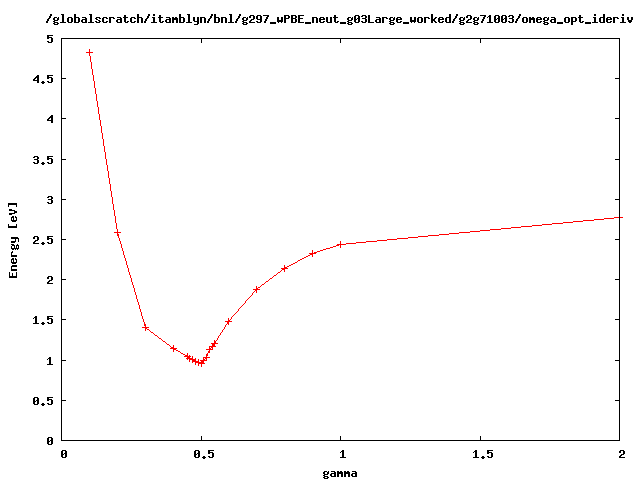 /globalscratch/itamblyn/bnl/g297_wPBE_neut_g03Large_worked/g2g71003/omega_opt_ideriv
5
4.5
4
3.5
3
2.5
2
1.5
1
0.5
0
Energy [eV]
0 0.5 1 1.5 2
gamma